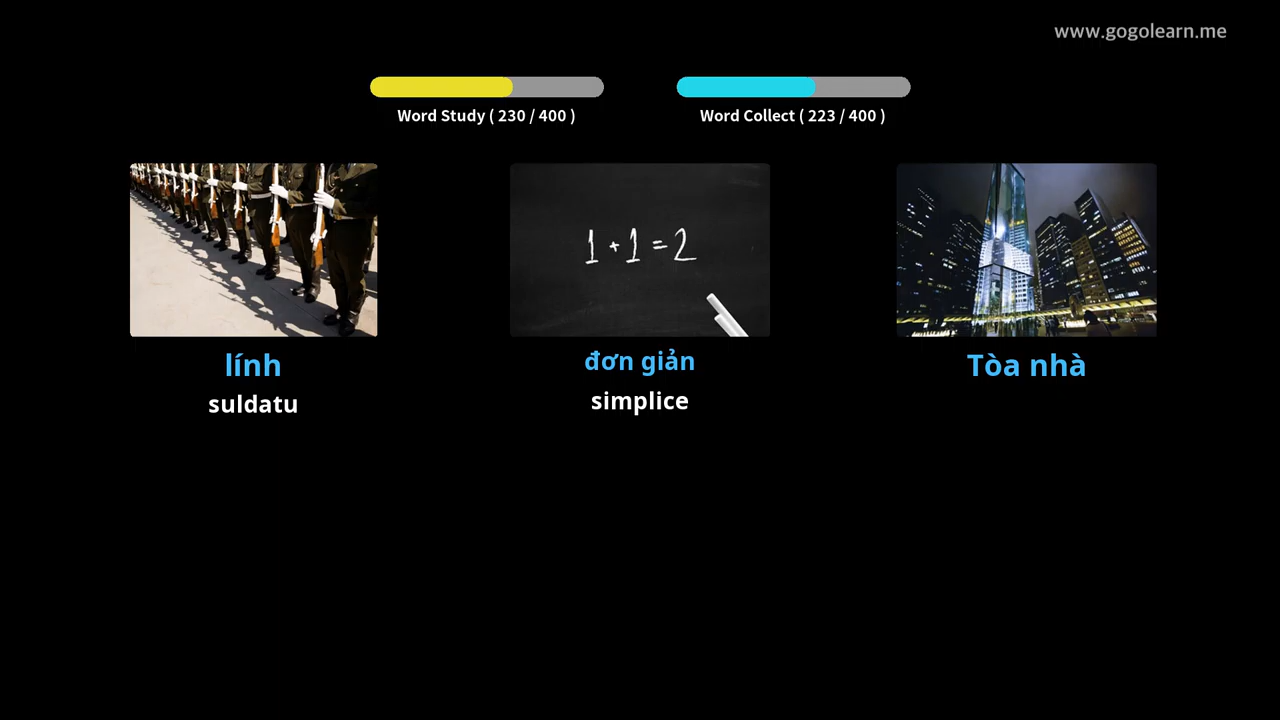 www.gogolearn.me
Word Study ( 230 / 400 )
Word Collect ( 223 / 400 )
1 + 1 = 2
lính
suldatu
đơn giản
simplice
Tòa nhà